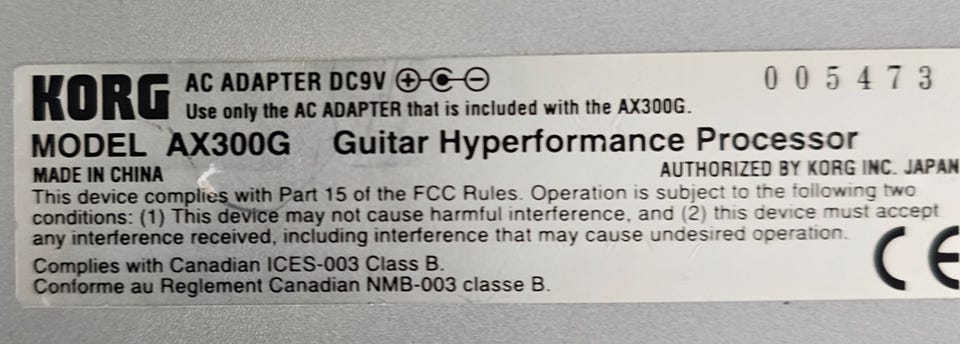 KORG AC ADAPTER DC9V 005473
Use only the AC ADAPTER that is included with the AX300G.
MODEL AX300G Guitar Hyperformance Processor
MADE IN CHINA AUTHORIZED BY KORG INC. JAPAN
This device complies with Part 15 of the FCC Rules. Operation is subject to the following two
conditions: (1) This device may not cause harmful interference, and (2) this device must accept
any interference received, including interference that may cause undesired operation.
Complies with Canadian ICES-003 Class B.
Conforme au Reglement Canadian NMB-003 classe B.
CE